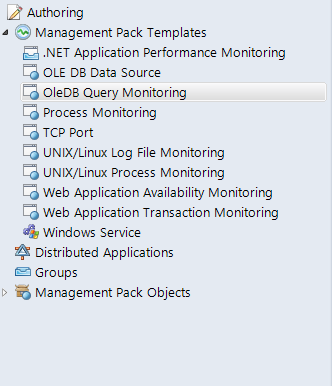 Authoring
Management Pack Templates
.NET Application Performance Monitoring
OLE DB Data Source
OleDB Query Monitoring
Process Monitoring
TCP Port
UNIX/Linux Log File Monitoring
UNIX/Linux Process Monitoring
Web Application Availability Monitoring
Web Application Transaction Monitoring
Windows Service
Distributed Applications
Groups
Management Pack Objects